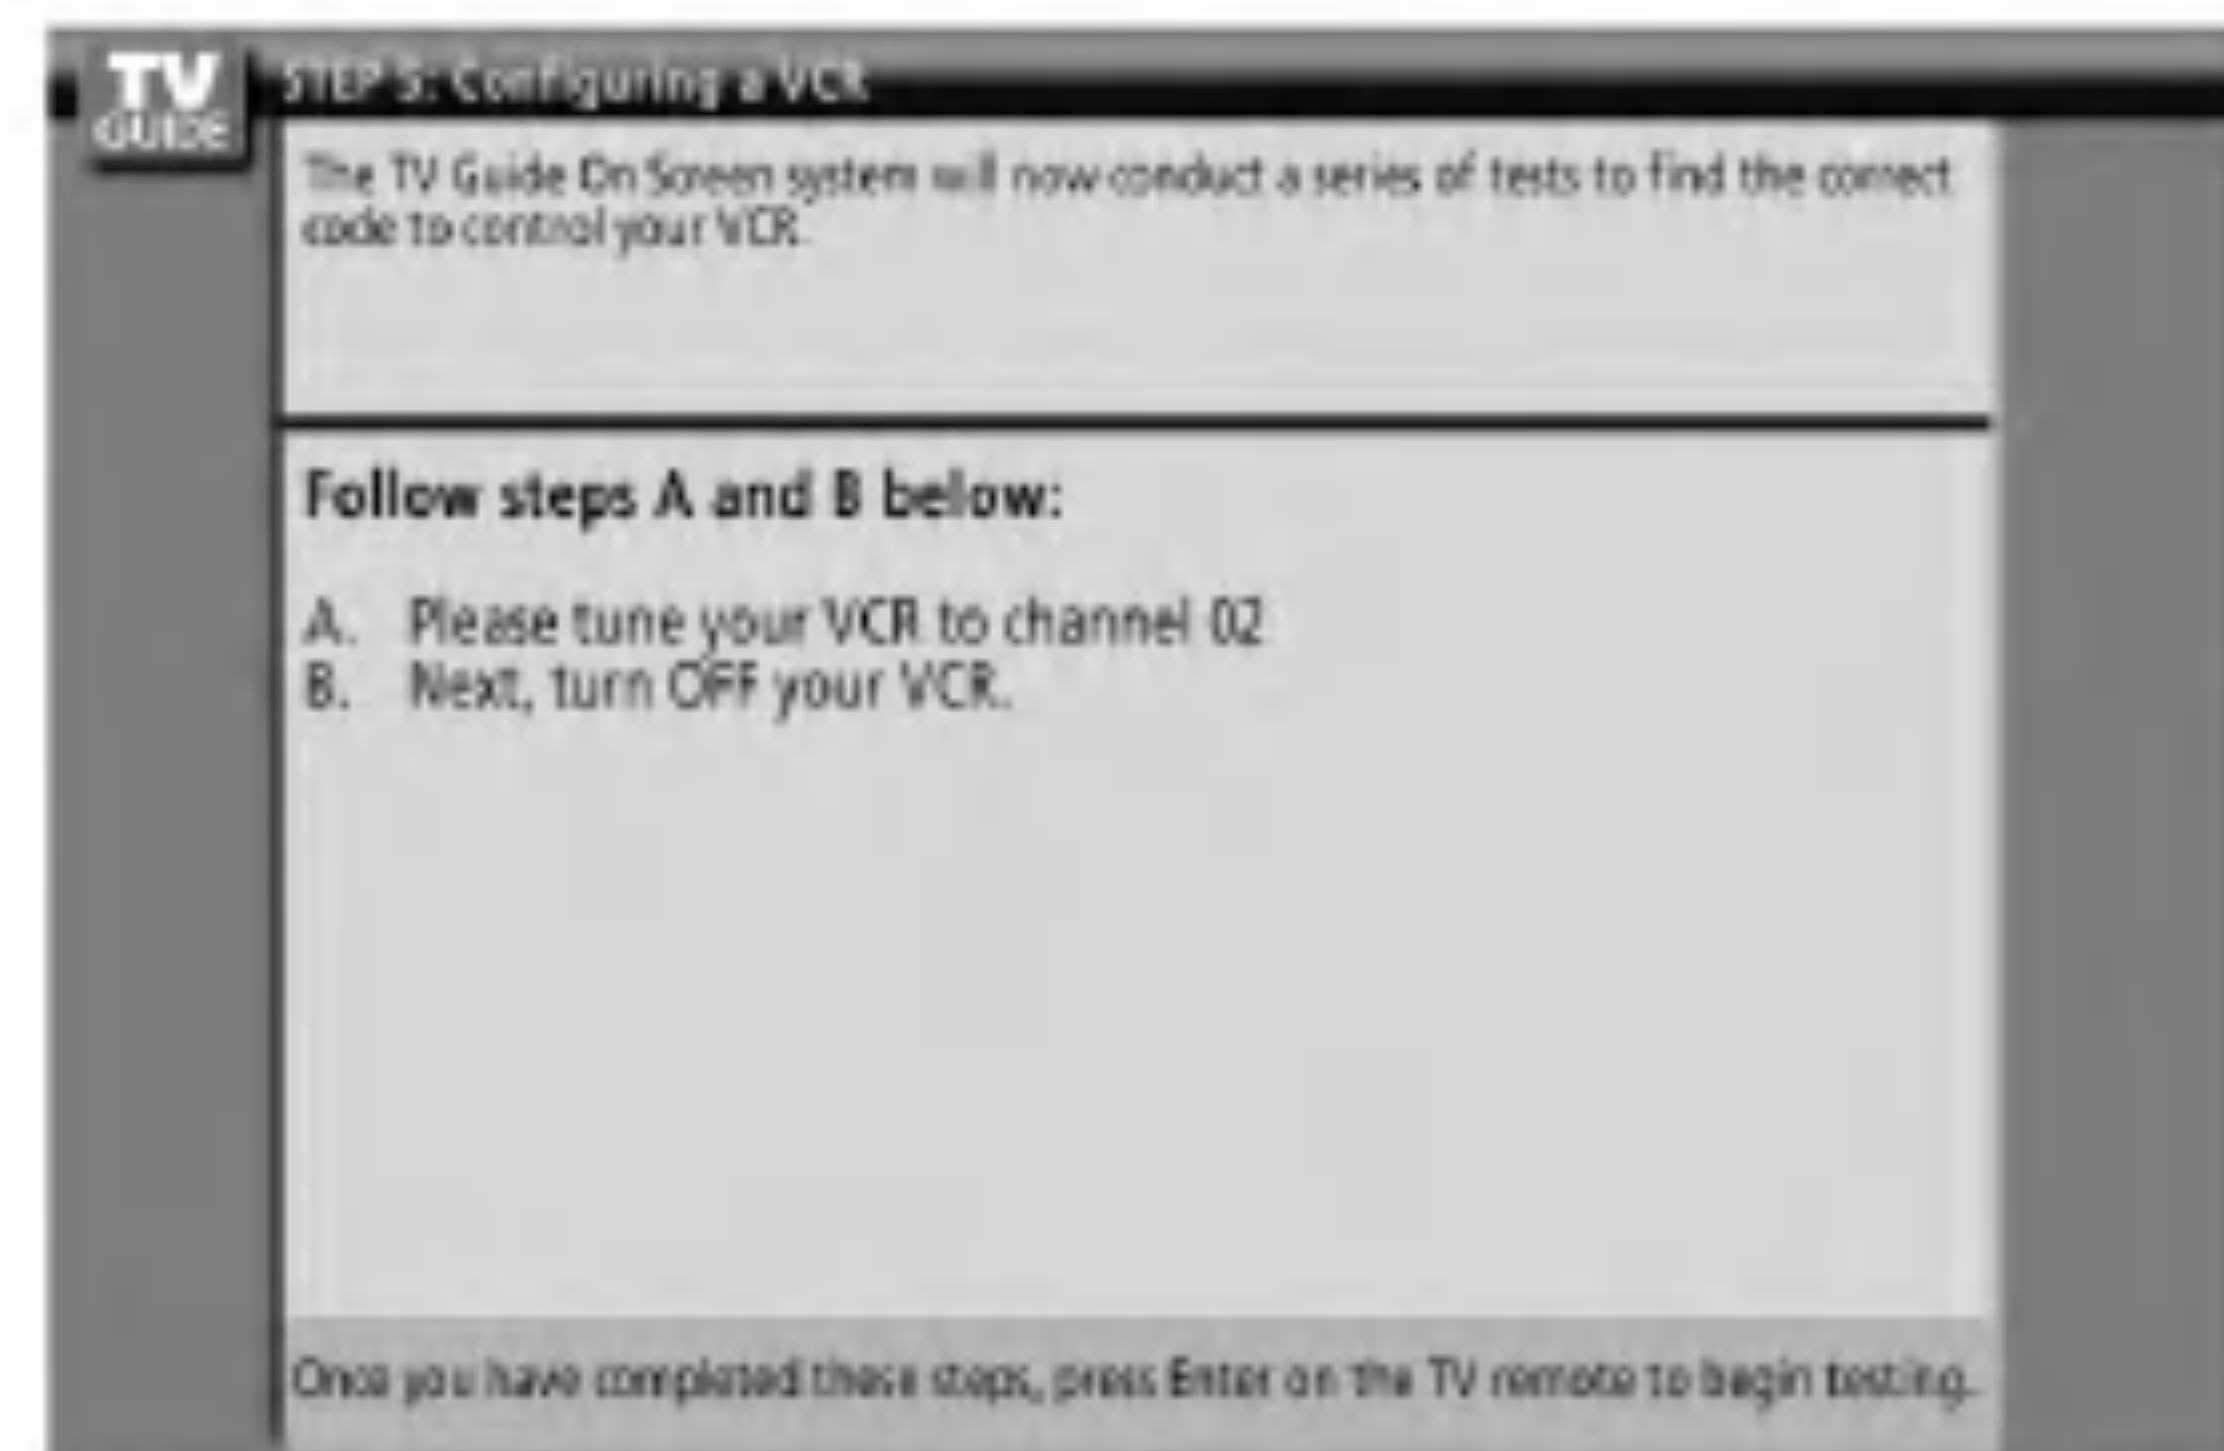 TV
GUIDE
STEP 5: Configuring a VCR
The TV Guide On Screen system will now conduct a series of tests to find the correct
code to control your VCR.
Follow steps A and B below:
A. Please tune your VCR to channel 02
B. Next, turn OFF your VCR.
Once you have completed these steps, press Enter on the TV remote to begin testing.